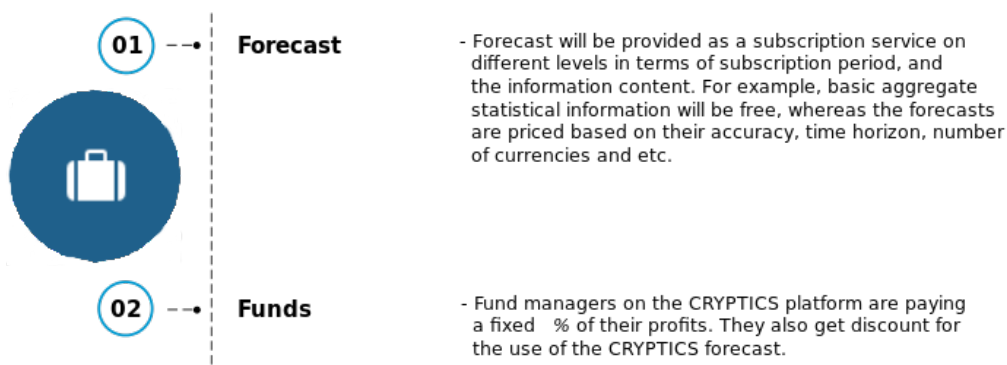 01
Forecast
- Forecast will be provided as a subscription service on
different levels in terms of subscription period, and
the information content. For example, basic aggregate
statistical information will be free, whereas the forecasts
are priced based on their accuracy, time horizon, number
of currencies and etc.
02
Funds
- Fund managers on the CRYPTICS platform are paying
a fixed % of their profits. They also get discount for
the use of the CRYPTICS forecast.